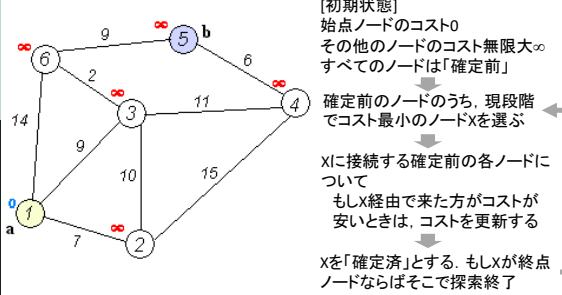 [初期状態]
始点ノードのコスト0
その他のノードのコスト無限大∞
すべてのノードは「確定前」
確定前のノードのうち，現段階
でコスト最小のノードXを選ぶ
Xに接続する確定前の各ノードに
ついて
もしX経由で来た方がコストが
安いときは，コストを更新する
Xを「確定済」とする．もしXが終点
ノードならばそこで探索終了
9
∞
5
b
∞
6
2
6
∞
∞
3
11
4
14
9
10
15
0
1
a
7
∞
2